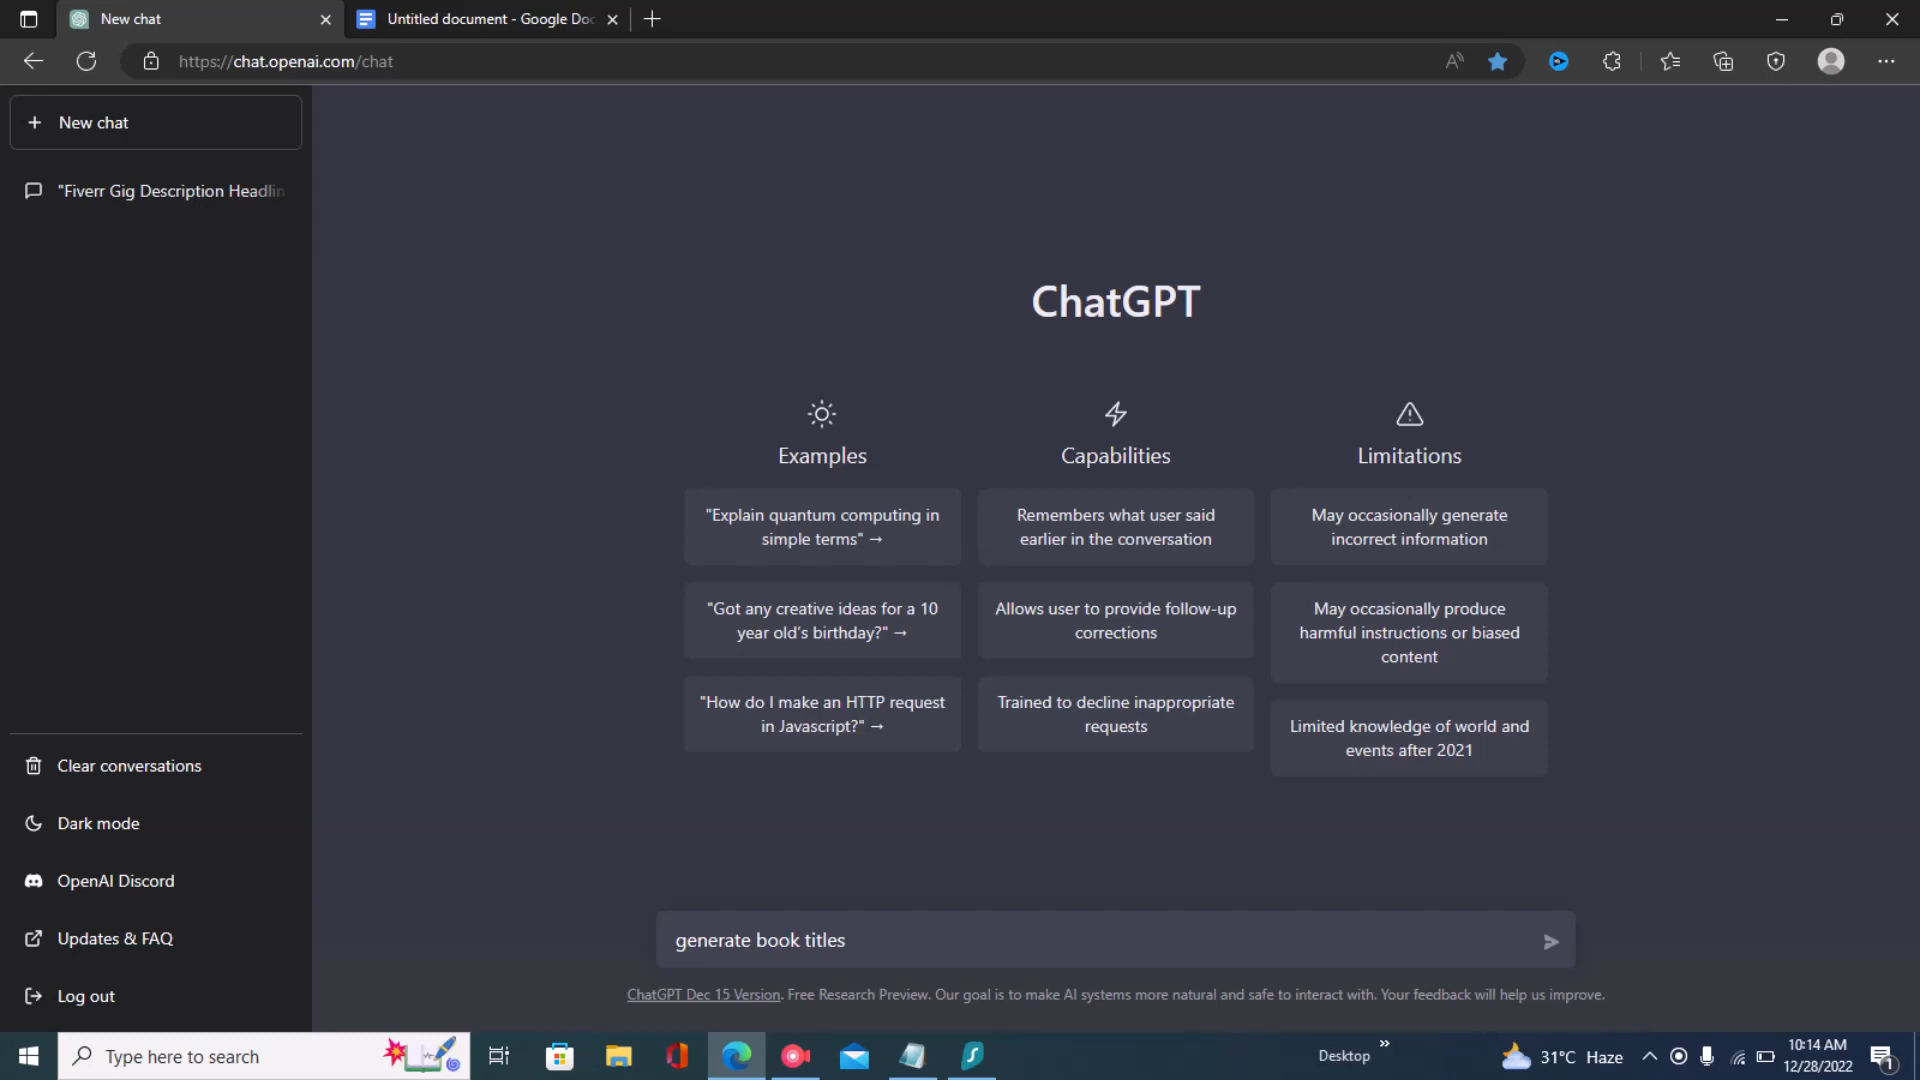 New chat
Untitled document - Google Doc
https://chat.openai.com/chat
New chat
"Fiverr Gig Description Headlin
ChatGPT
Examples
Capabilities
Limitations
"Explain quantum computing in
simple terms" →
Remembers what user said
earlier in the conversation
May occasionally generate
incorrect information
"Got any creative ideas for a 10
year old's birthday?" →
Allows user to provide follow-up
corrections
May occasionally produce
harmful instructions or biased
content
"How do I make an HTTP request
in Javascript?" →
Trained to decline inappropriate
requests
Limited knowledge of world and
events after 2021
Clear conversations
Dark mode
OpenAI Discord
Updates & FAQ
Log out
generate book titles
ChatGPT Dec 15 Version. Free Research Preview. Our goal is to make AI systems more natural and safe to interact with. Your feedback will help us improve.
Type here to search
Desktop
31°C Haze
10:14 AM
12/28/2022
1